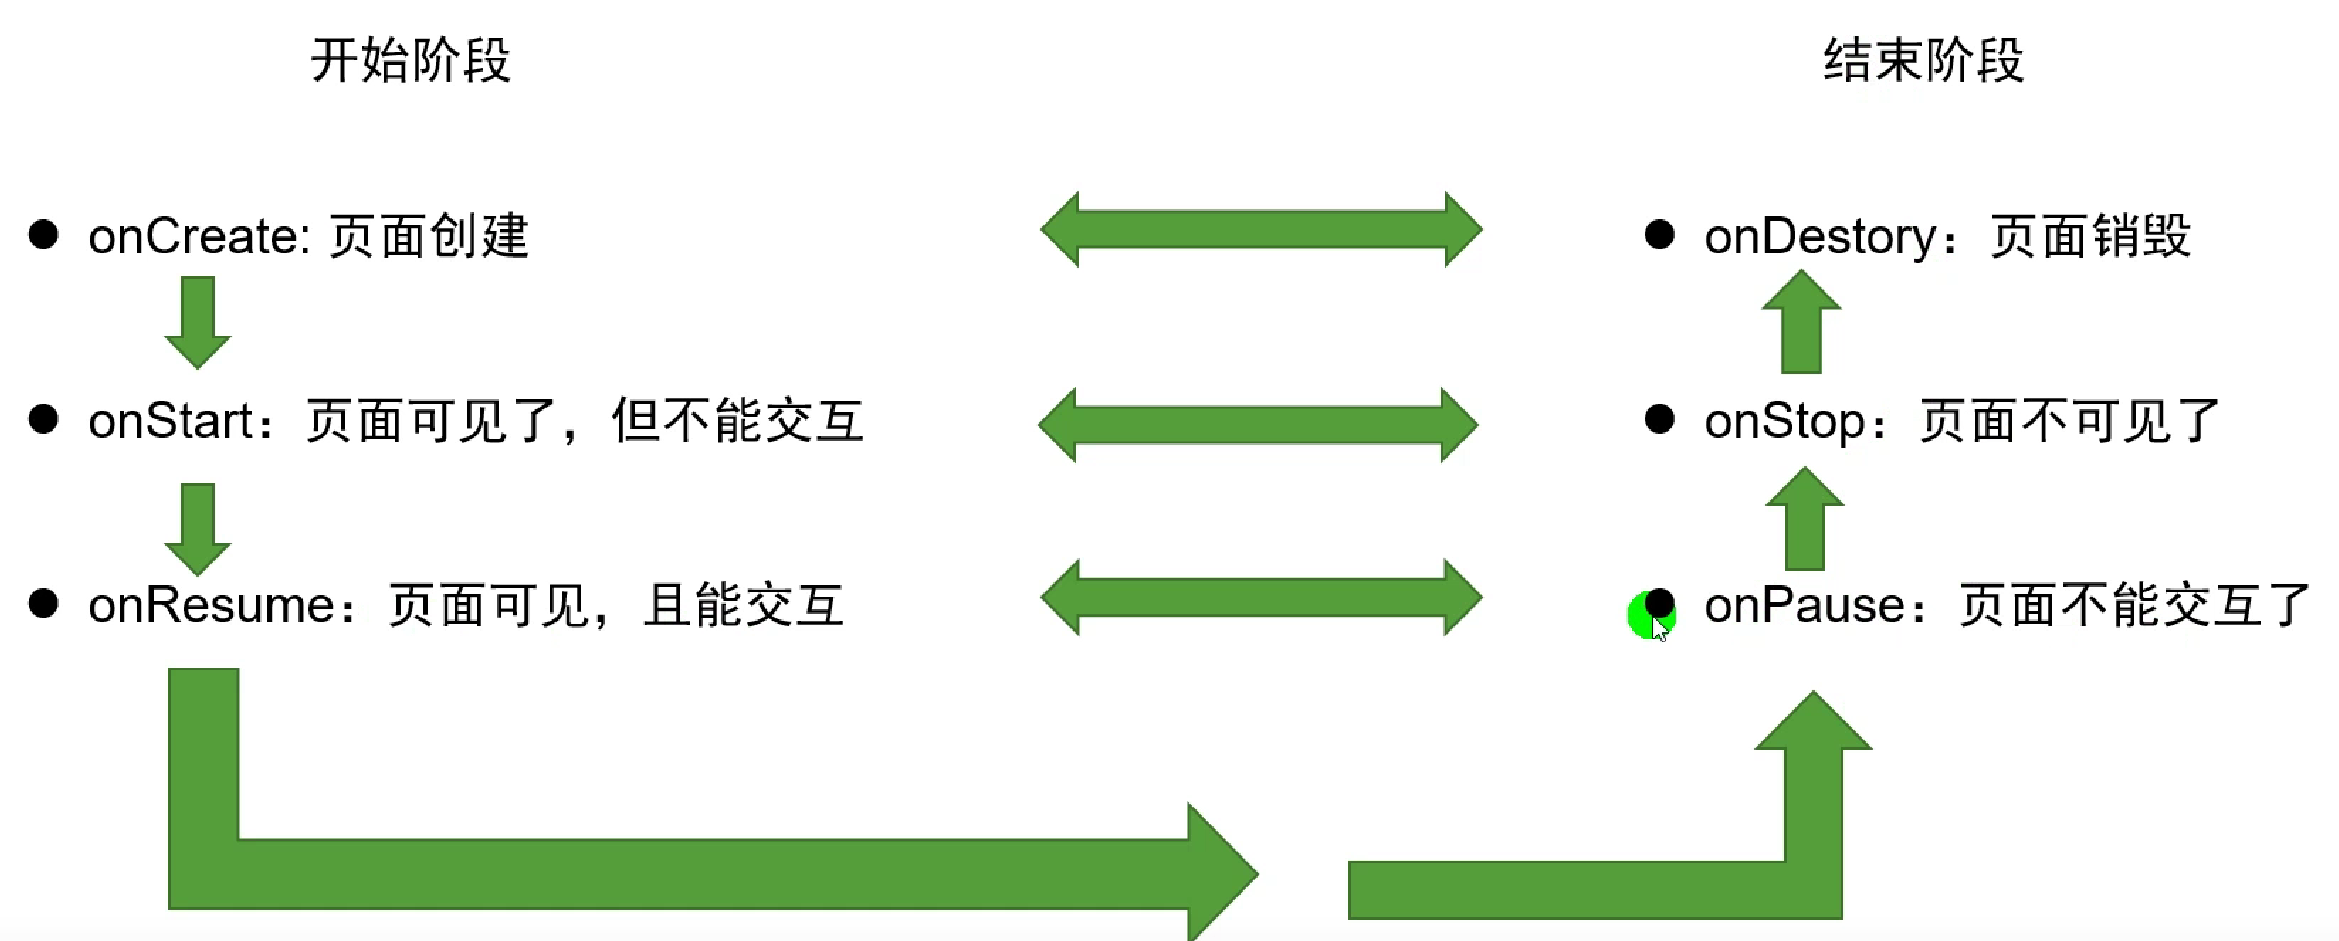 开始阶段
结束阶段
onCreate: 页面创建
onDestory：页面销毁
onStart：页面可见了，但不能交互
onStop：页面不可见了
onResume：页面可见，且能交互
onPause：页面不能交互了